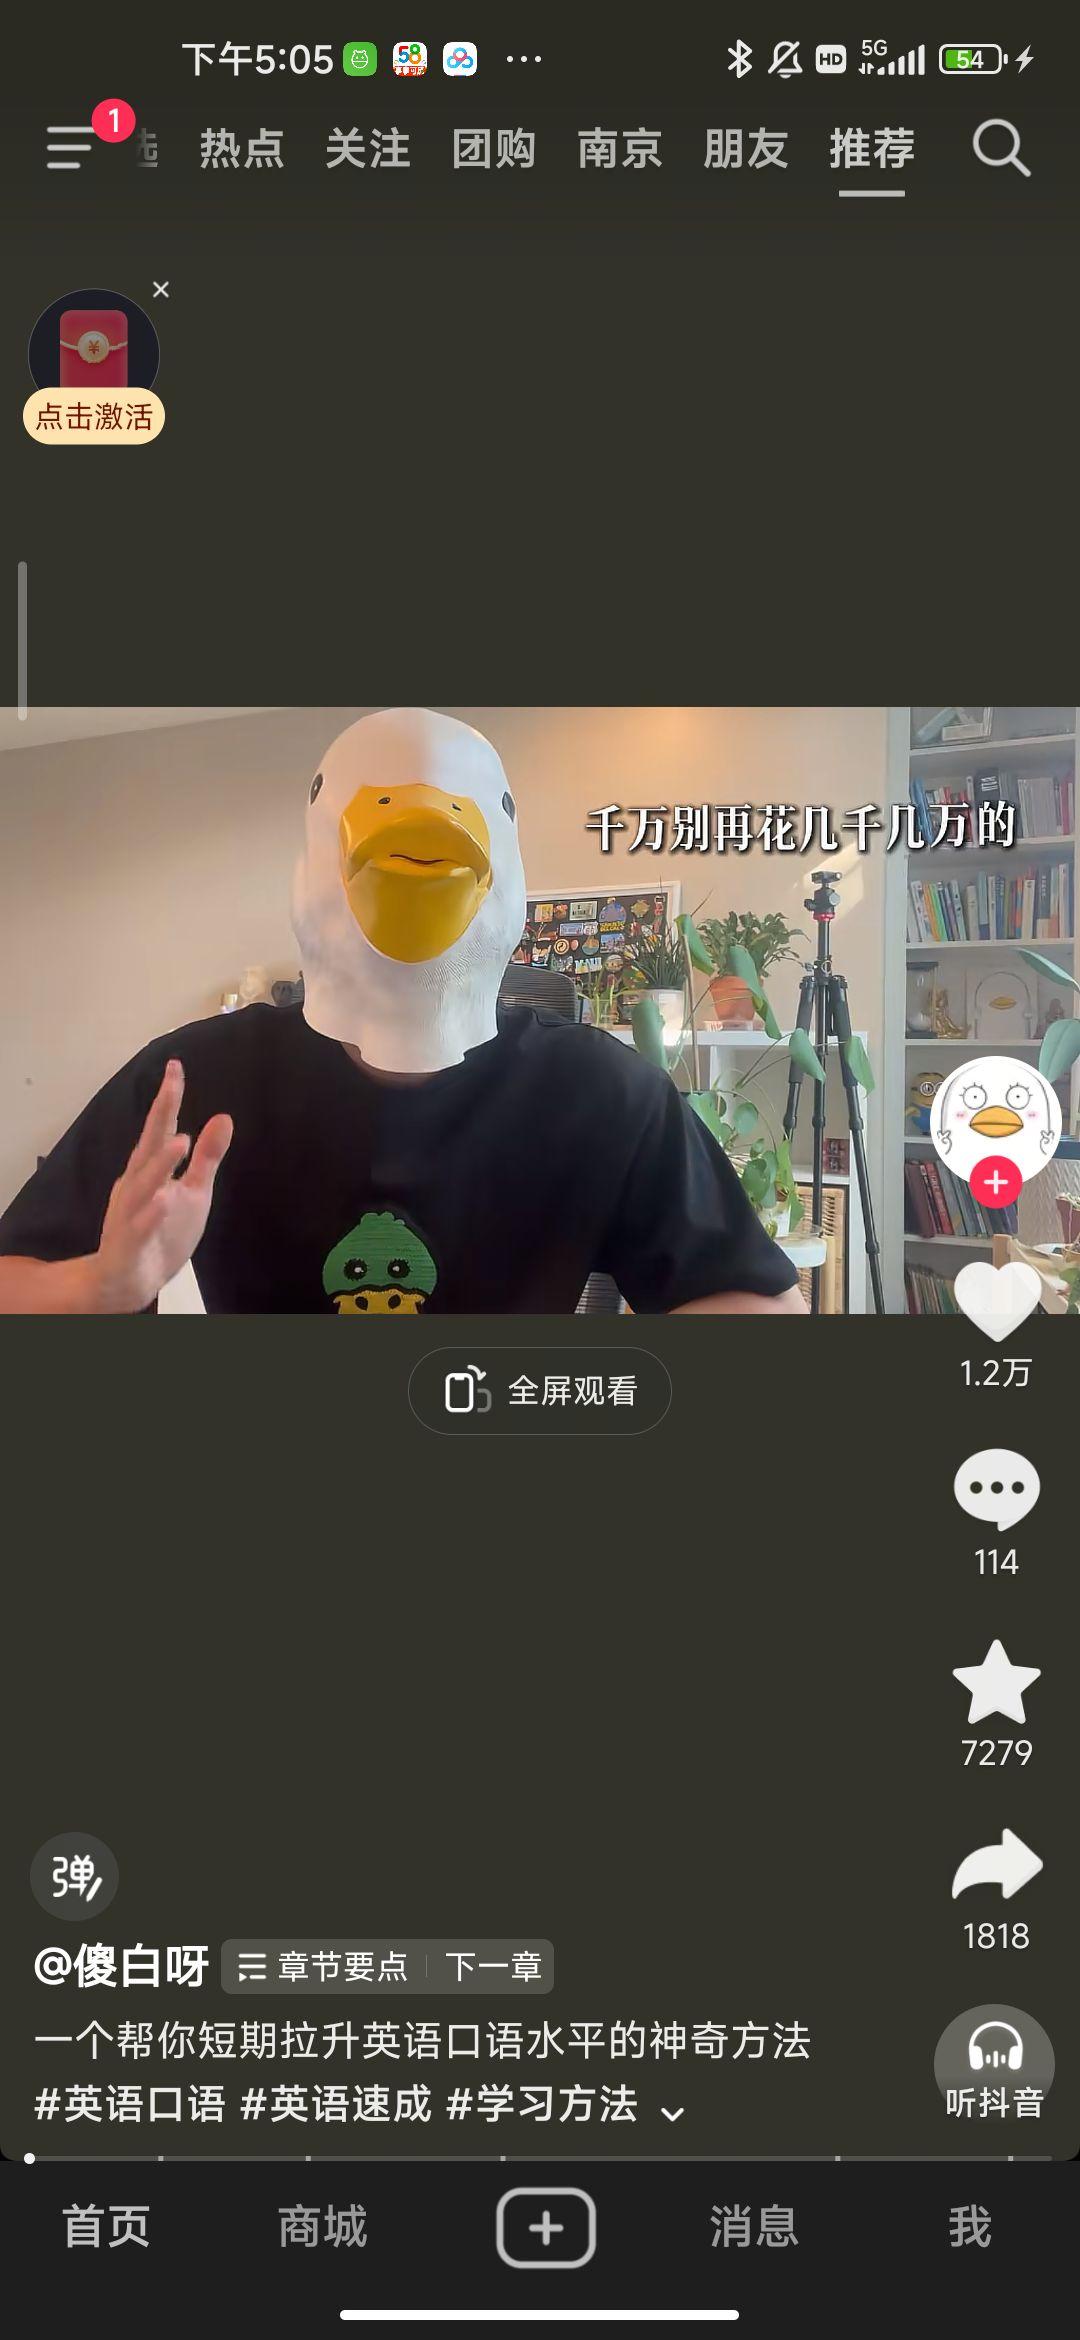 下午5:05
HD
5G
54
1
热点 关注 团购 南京 朋友 推荐
点击激活
千万别再花几千几万的
全屏观看
1.2万
114
7279
1818
弹
@傻白呀 章节要点 下一章
一个帮你短期拉升英语口语水平的神奇方法
#英语口语 #英语速成 #学习方法
听抖音
首页 商城 消息 我